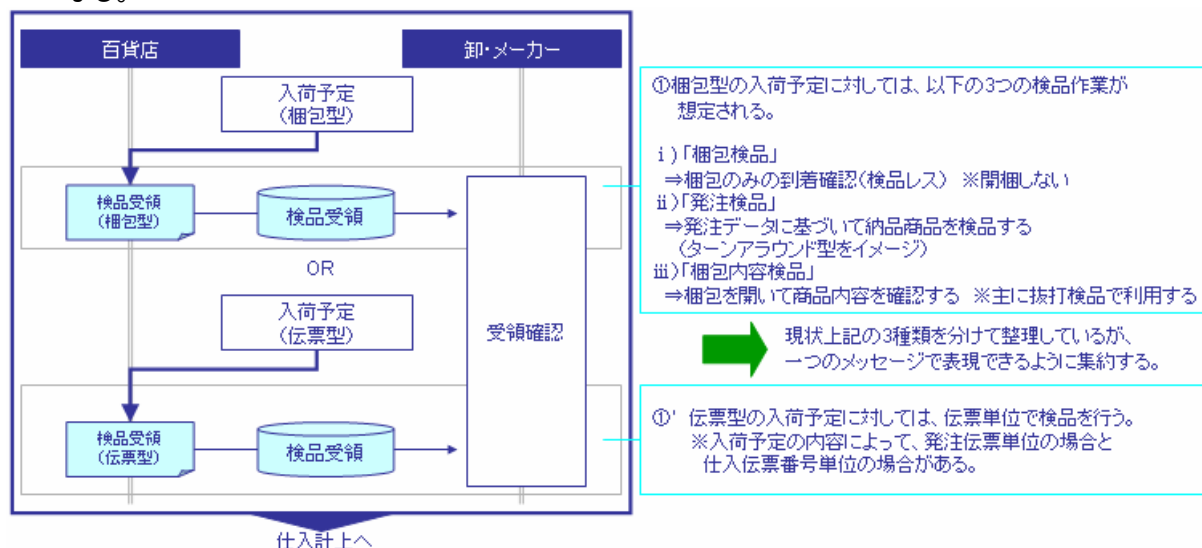 百貨店
卸・メーカー
入荷予定
（梱包型）
検品受領
（梱包型）
検品受領
OR
入荷予定
（伝票型）
受領確認
検品受領
（伝票型）
検品受領
仕入計上へ
①梱包型の入荷予定に対しては、以下の3つの検品作業が
想定される。
ⅰ)「梱包検品」
⇒梱包のみの到着確認（検品レス） ※開梱しない
ⅱ)「発注検品」
⇒発注データに基づいて納品商品を検品する
（ターンアラウンド型をイメージ）
ⅲ)「梱包内容検品」
⇒梱包を開いて商品内容を確認する ※主に抜打検品で利用する
現状上記の3種類を分けて整理しているが、
一つのメッセージで表現できるように集約する。
①' 伝票型の入荷予定に対しては、伝票単位で検品を行う。
※入荷予定の内容によって、発注伝票単位の場合と
仕入伝票番号単位の場合がある。